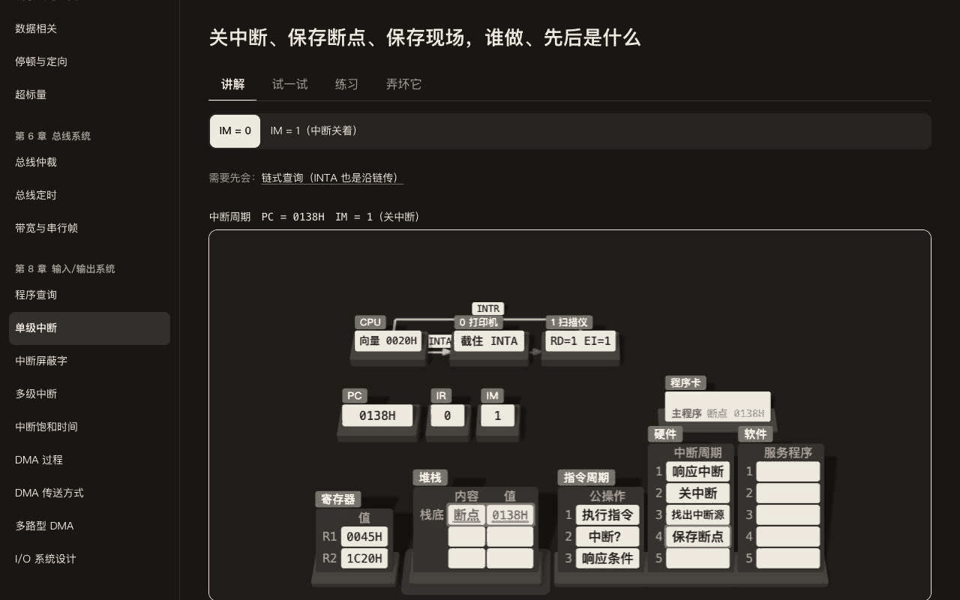 数据相关
停顿与定向
超标量
第 6 章 总线系统
总线仲裁
总线定时
带宽与串行帧
第 8 章 输入/输出系统
程序查询
单级中断
中断屏蔽字
多级中断
中断饱和时间
DMA 过程
DMA 传送方式
多路型 DMA
I/O 系统设计
关中断、保存断点、保存现场，谁做、先后是什么
讲解 试一试 练习 弄坏它
IM = 0 IM = 1（中断关着）
需要先会：链式查询（INTA 也是沿链传）
中断周期 PC = 0138H IM = 1（关中断）
INTR
CPU 0 打印机 1 扫描仪
向量 0020H INTA 截住 INTA RD=1 EI=1
PC IR IM
0138H 0 1
程序卡
主程序 断点 0138H
寄存器
值
R1 0045H
R2 1C20H
堆栈
内容 值
栈底 断点 0138H
指令周期
公操作
1 执行指令
2 中断?
3 响应条件
硬件
中断周期
1 响应中断
2 关中断
3 找出中断源
4 保存断点
5
软件
服务程序
1
2
3
4
5